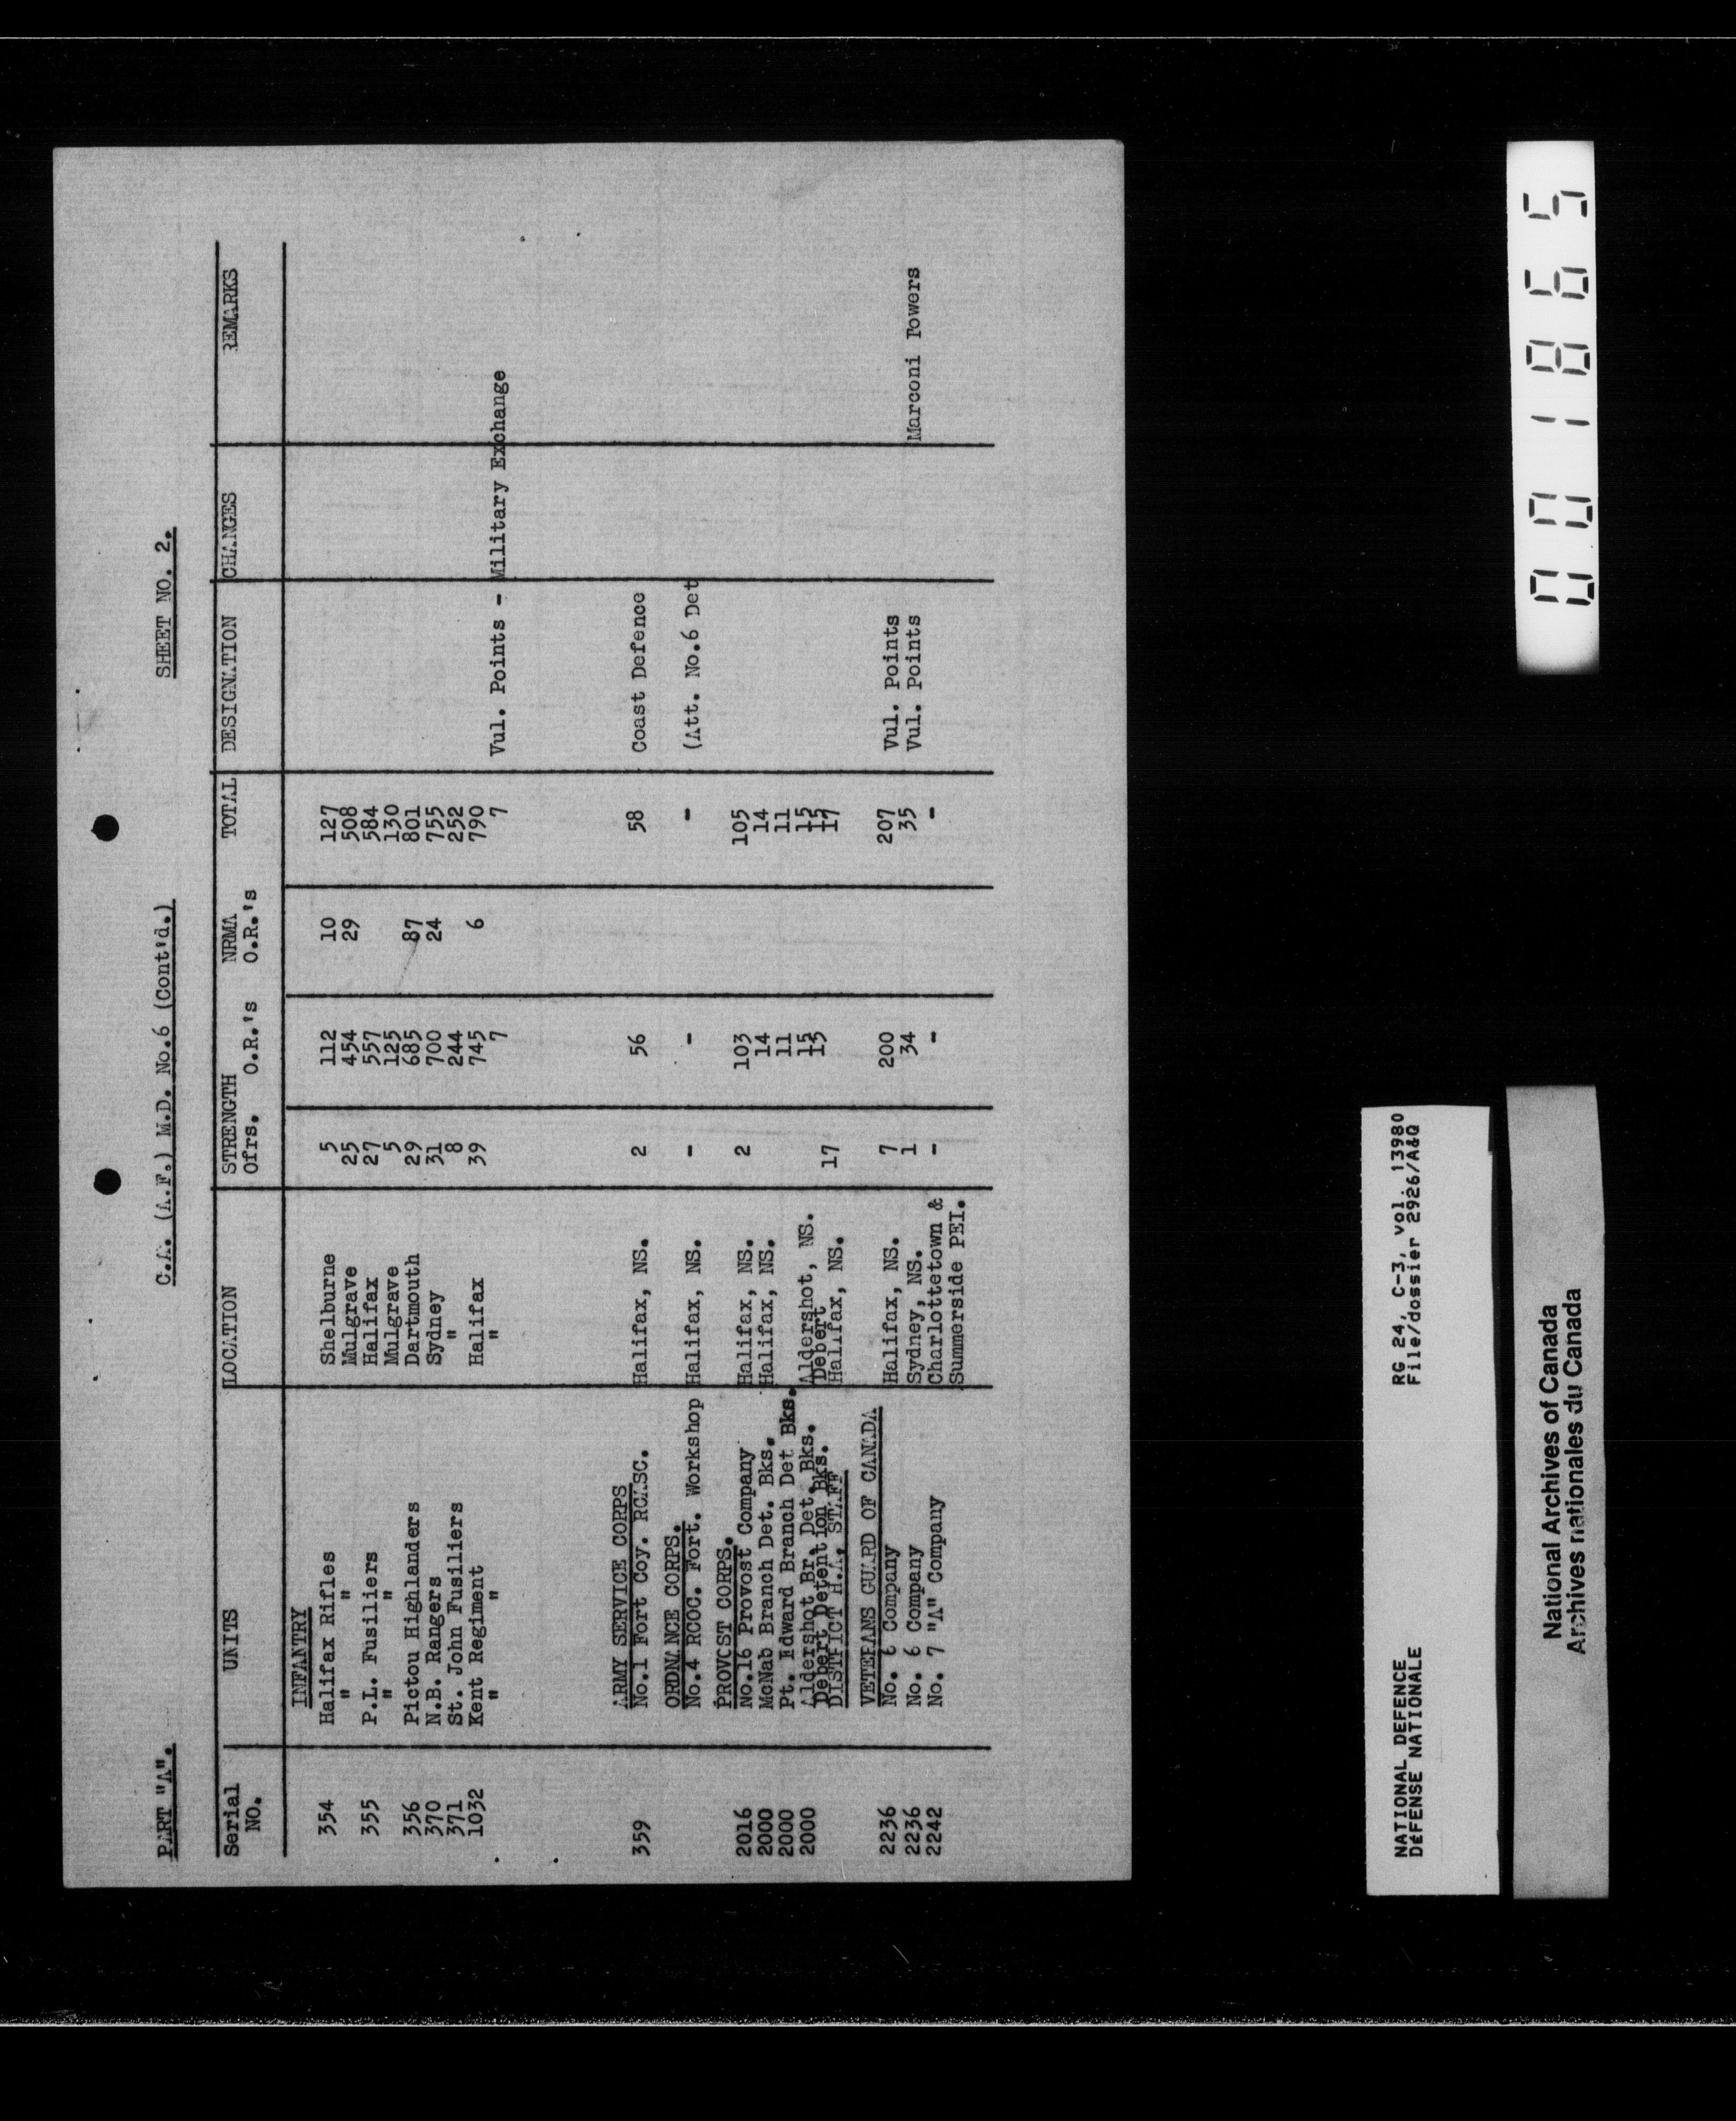 PART "A".    C.A. (A.F.) M.D. No.6 (Cont'd.)    SHEET NO. 2.
Serial    UNITS    LOCATION    STRENGTH    NRMA    TOTAL    DESIGNATION    CHANGES    REMARKS
NO.    Ofrs.    O.R.'s    O.R.'s
INFANTRY
354    Halifax Rifles    Shelburne    5    112    10    127
"    "    Mulgrave    25    454    29    508
355    P.L. Fusiliers    Halifax    27    557    584
"    "    Mulgrave    5    125    130
356    Pictou Highlanders    Dartmouth    29    685    87    801
370    N.B. Rangers    Sydney    31    700    24    755
371    St. John Fusiliers    "    8    244    252
1032    Kent Regiment    Halifax    39    745    6    790
"    "    "    7    7    Vul. Points - Military Exchange
ARMY SERVICE CORPS
359    No.1 Fort Coy. RCASC.    Halifax, NS.    2    56    58    Coast Defence
ORDNANCE CORPS.
No.4 RCOC. Fort. Workshop    Halifax, NS.    -    -    -    (Att. No.6 Det
PROVOST CORPS.
2016    No.16 Provost Company    Halifax, NS.    2    103    105
2000    McNab Branch Det. Bks.    Halifax, NS.    14    14
2000    Pt. Edward Branch Det Bks.    11    11
2000    Aldershot Br. Det. Bks.    Aldershot, NS.    15    15
Debert Detention Bks.    Debert    15    15
DISTRICT H.Q. STAFF    Halifax, NS.    17    17
VETERANS GUARD OF CANADA
2236    No. 6 Company    Halifax, NS.    7    200    207    Vul. Points
2236    No. 6 Company    Sydney, NS.    1    34    35    Vul. Points    Marconi Towers
2242    No. 7 "A" Company    Charlottetown &    -    -    -
Summerside PEI.
NATIONAL DEFENCE    RG 24, C-3, vol. 13980
DÉFENSE NATIONALE    File/dossier 2926/A&Q
National Archives of Canada
Archives nationales du Canada
001865